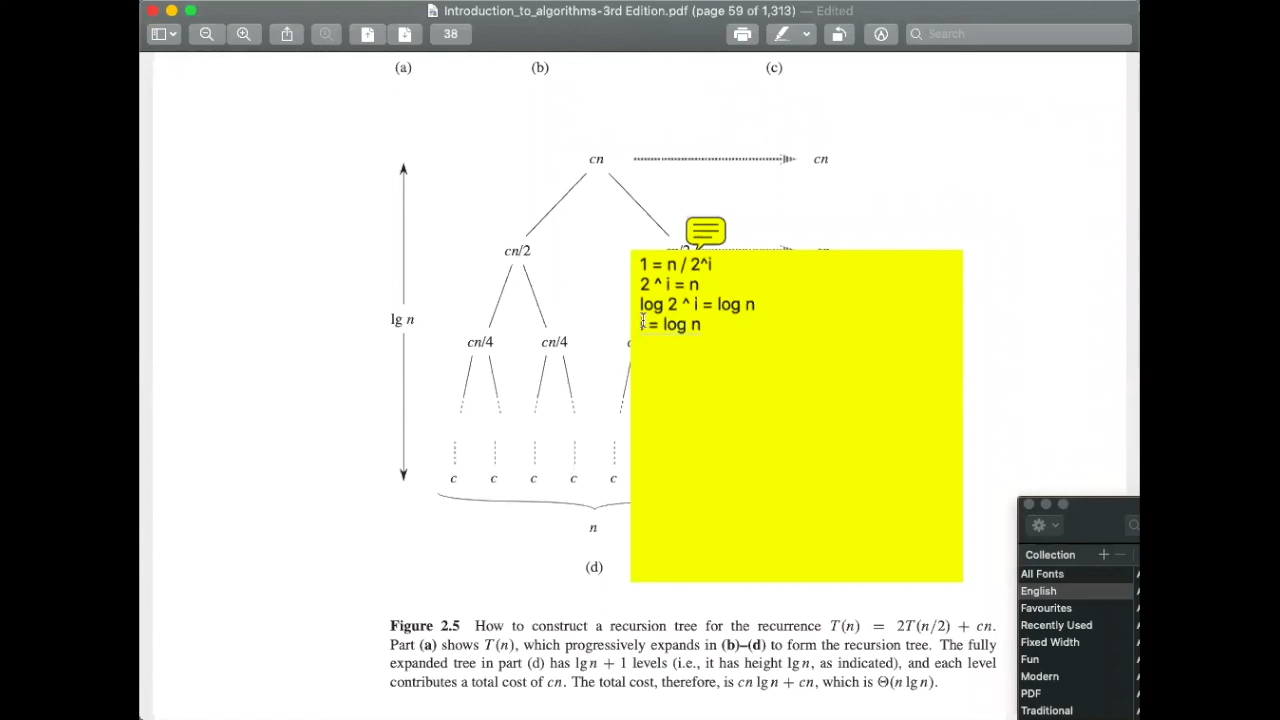 Introduction_to_algorithms-3rd Edition.pdf (page 59 of 1,313) — Edited
38
Search
(a) (b) (c)
cn cn
cn/2
lg n
cn/4 cn/4
c c c c c
n
(d)
1 = n / 2^i
2 ^ i = n
log 2 ^ i = log n
i = log n
Figure 2.5 How to construct a recursion tree for the recurrence T(n) = 2T(n/2) + cn.
Part (a) shows T(n), which progressively expands in (b)–(d) to form the recursion tree. The fully
expanded tree in part (d) has lg n + 1 levels (i.e., it has height lg n, as indicated), and each level
contributes a total cost of cn. The total cost, therefore, is cn lg n + cn, which is Θ(n lg n).
Collection
All Fonts
English
Favourites
Recently Used
Fixed Width
Fun
Modern
PDF
Traditional